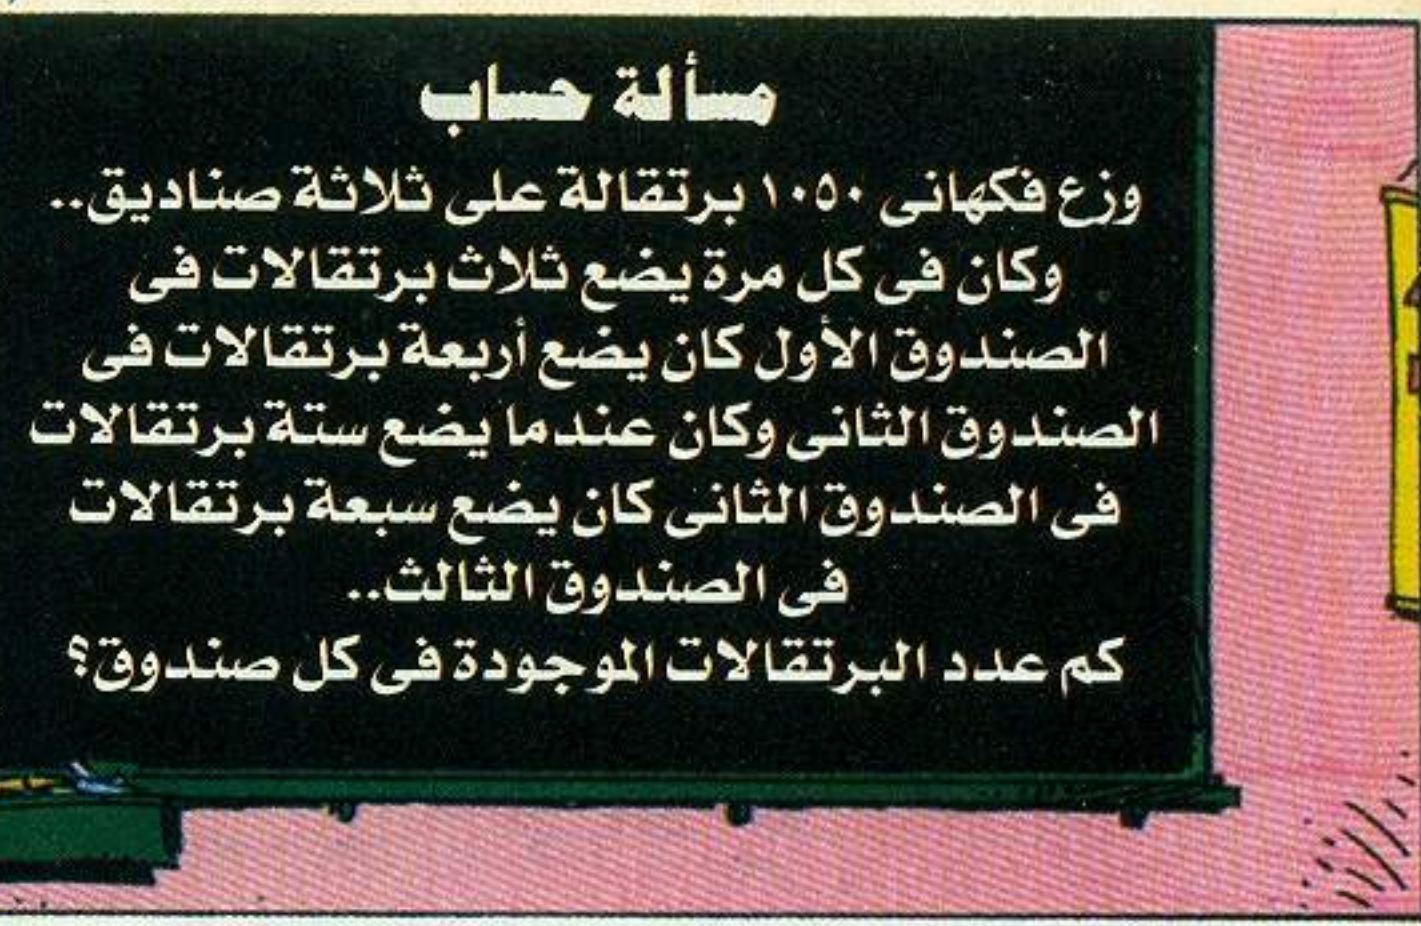 مسألة حساب
وزع فكهانى ١٠٥٠ برتقالة على ثلاثة صناديق..
وكان فى كل مرة يضع ثلاث برتقالات فى
الصندوق الأول كان يضع أربعة برتقالات فى
الصندوق الثانى وكان عندما يضع ستة برتقالات
فى الصندوق الثانى كان يضع سبعة برتقالات
فى الصندوق الثالث..
كم عدد البرتقالات الموجودة فى كل صندوق؟